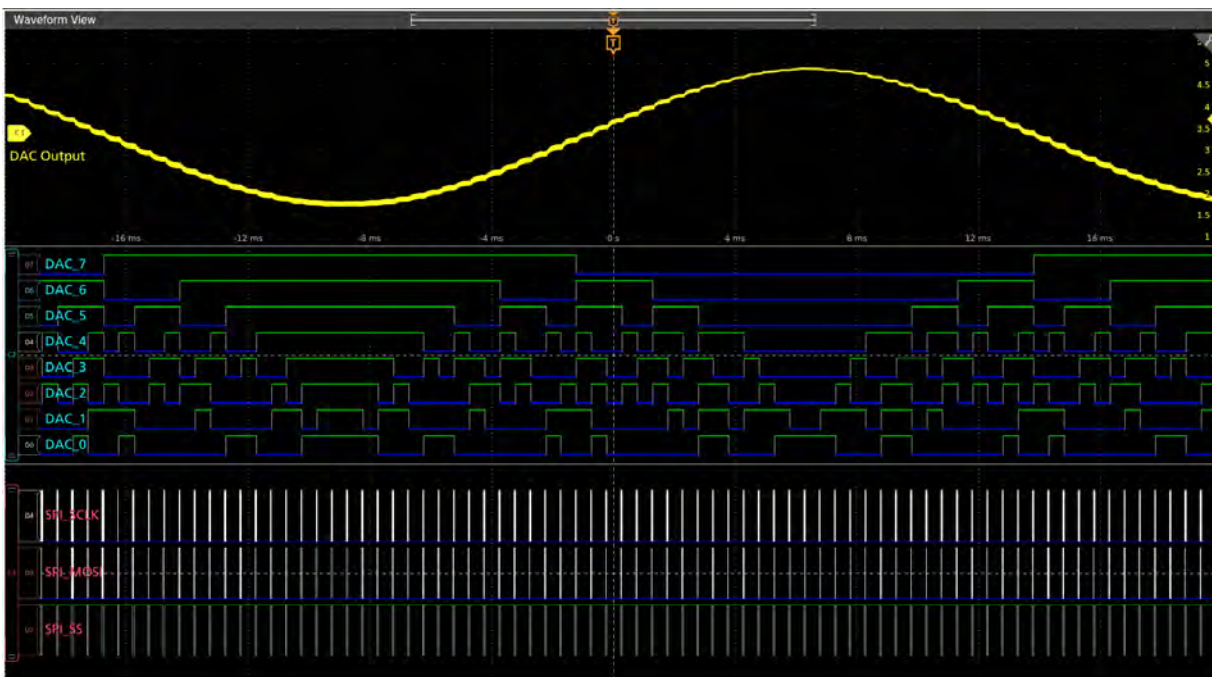 Waveform View
T
T
5
4.5
4
C1
3.5
DAC Output
3
2.5
2
1.5
-16 ms -12 ms -8 ms -4 ms 0 s 4 ms 8 ms 12 ms 16 ms 1
D7 DAC_7
D6 DAC_6
D5 DAC_5
D4 DAC_4
D3 DAC_3
DAC_2
DAC_1
D0 DAC_0
SPI_SCLK
SPI_MOSI
SPI_SS